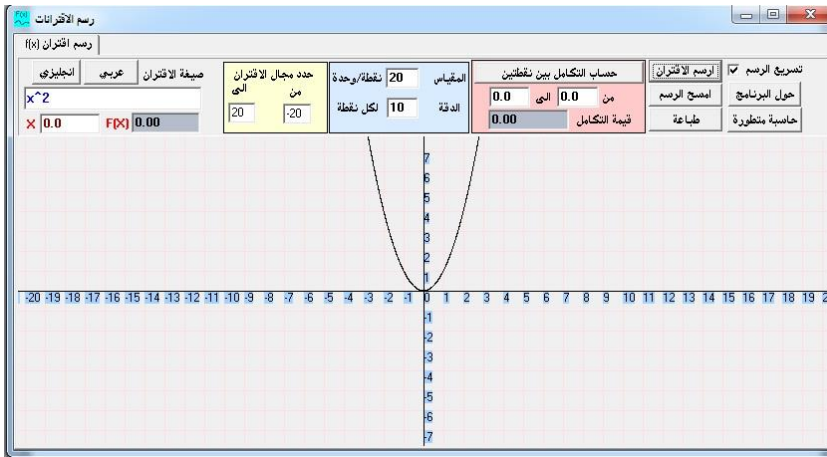 رسم الاقترانات
رسم اقتران f(x)
تسريع الرسم ارسم الاقتران حساب التكامل بين نقطتين المقياس 20 نقطة/وحدة حدد مجال الاقتران صيغة الاقتران عربي انجليزي
من الى
حول البرنامج امسح الرسم من 0.0 الى 0.0 الدقة 10 لكل نقطة -20 20 x^2
حاسبة متطورة طباعة قيمة التكامل 0.00
X 0.0 F(X) 0.00
7
6
5
4
3
2
1
-20 -19 -18 -17 -16 -15 -14 -13 -12 -11 -10 -9 -8 -7 -6 -5 -4 -3 -2 -1 0 1 2 3 4 5 6 7 8 9 10 11 12 13 14 15 16 17 18 19 2
-1
-2
-3
-4
-5
-6
-7